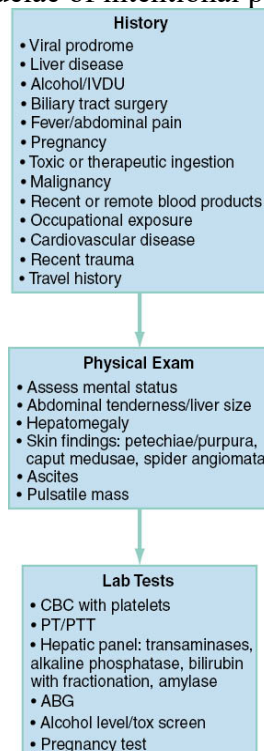 of intentional p
History
• Viral prodrome
• Liver disease
• Alcohol/IVDU
• Biliary tract surgery
• Fever/abdominal pain
• Pregnancy
• Toxic or therapeutic ingestion
• Malignancy
• Recent or remote blood products
• Occupational exposure
• Cardiovascular disease
• Recent trauma
• Travel history
Physical Exam
• Assess mental status
• Abdominal tenderness/liver size
• Hepatomegaly
• Skin findings: petechiae/purpura,
caput medusae, spider angiomata
• Ascites
• Pulsatile mass
Lab Tests
• CBC with platelets
• PT/PTT
• Hepatic panel: transaminases,
alkaline phosphatase, bilirubin
with fractionation, amylase
• ABG
• Alcohol level/tox screen
• Pregnancy test